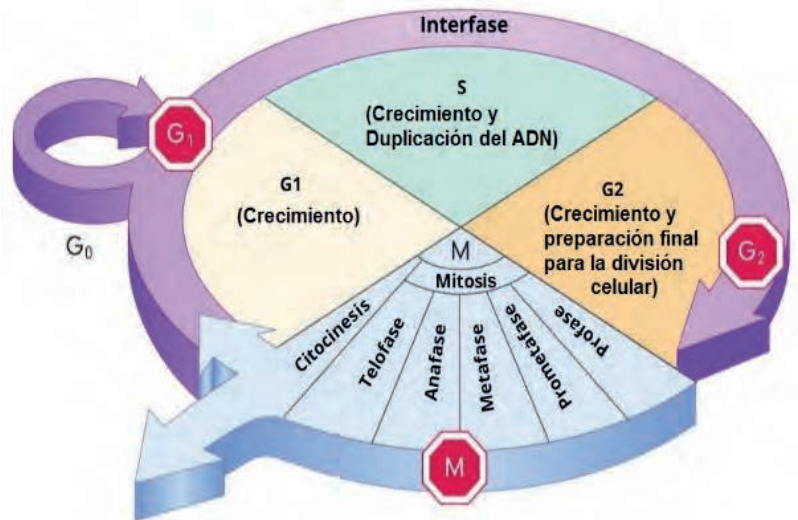 Interfase
S
(Crecimiento y
Duplicación del ADN)
G₁
G1
(Crecimiento)
G2
(Crecimiento y
preparación final
para la división
celular)
G₀
G₂
M
Mitosis
Citocinesis
Telofase
Anafase
Metafase
Prometafase
Profase
M